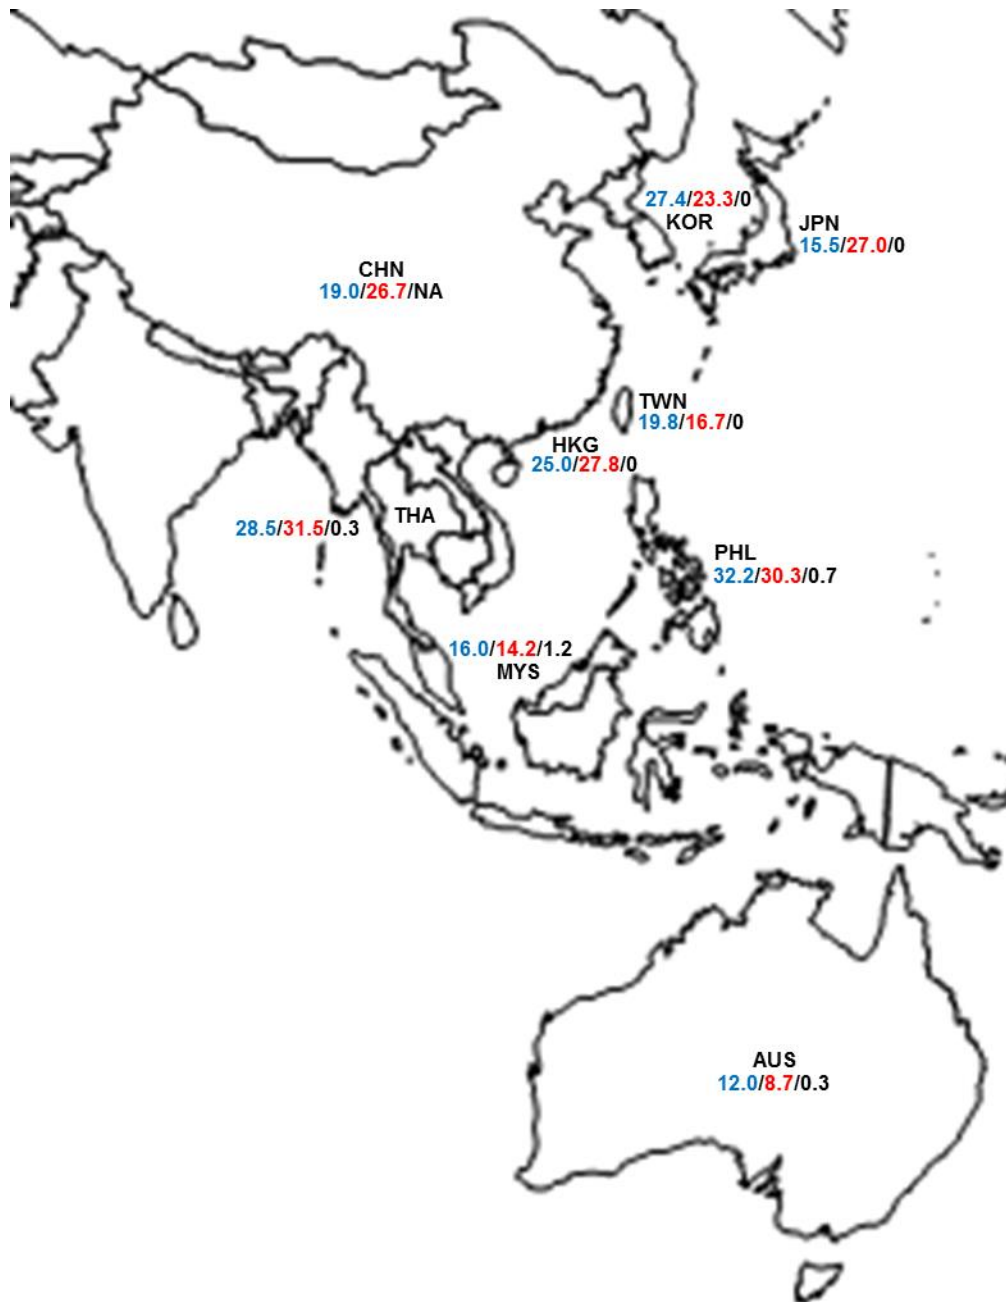 27.4/23.3/0
KOR
JPN
15.5/27.0/0
CHN
19.0/26.7/NA
TWN
19.8/16.7/0
HKG
25.0/27.8/0
THA
28.5/31.5/0.3
PHL
32.2/30.3/0.7
16.0/14.2/1.2
MYS
AUS
12.0/8.7/0.3